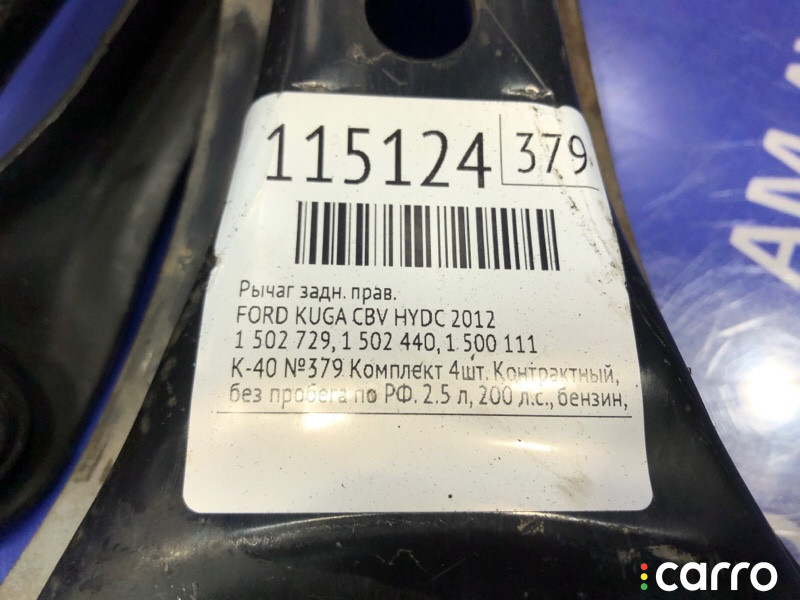 115124 379
Рычаг задн. прав.
FORD KUGA CBV HYDC 2012
1 502 729, 1 502 440, 1 500 111
К-40 №379 Комплект 4шт. Контрактный,
без пробега по РФ. 2.5 л, 200 л.с., бензин,
AM
carro